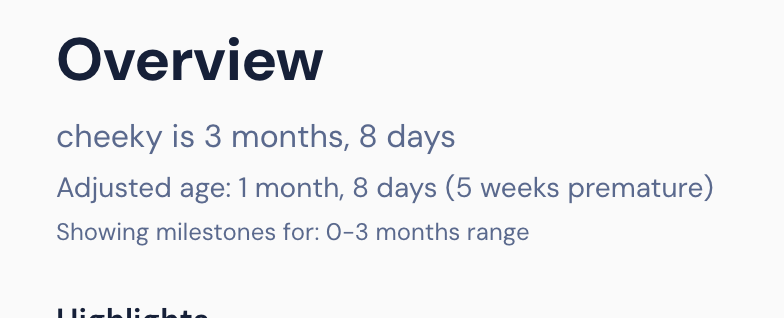 Overview
cheeky is 3 months, 8 days
Adjusted age: 1 month, 8 days (5 weeks premature)
Showing milestones for: 0-3 months range
Highlights